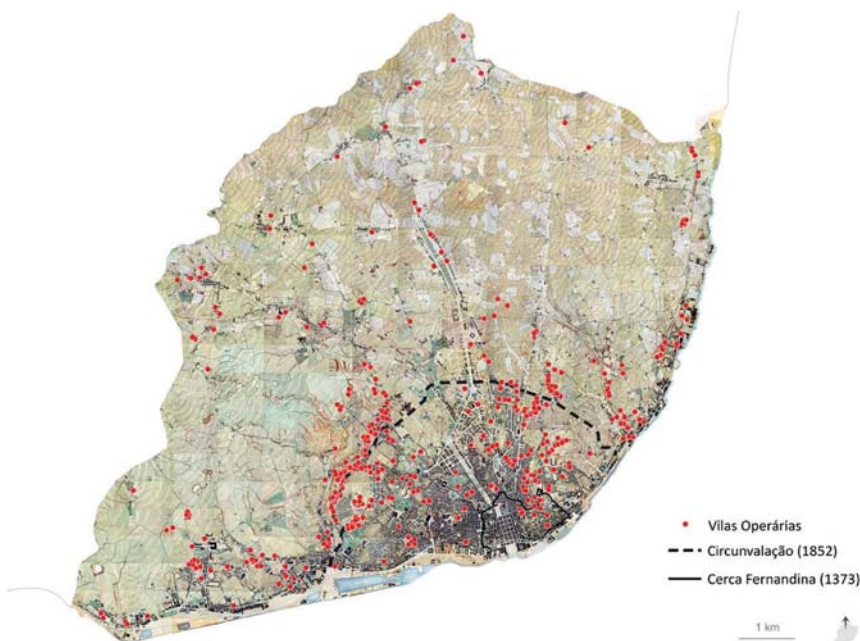 Vilas Operárias
Circunvalação (1852)
Cerca Fernandina (1373)
1 km